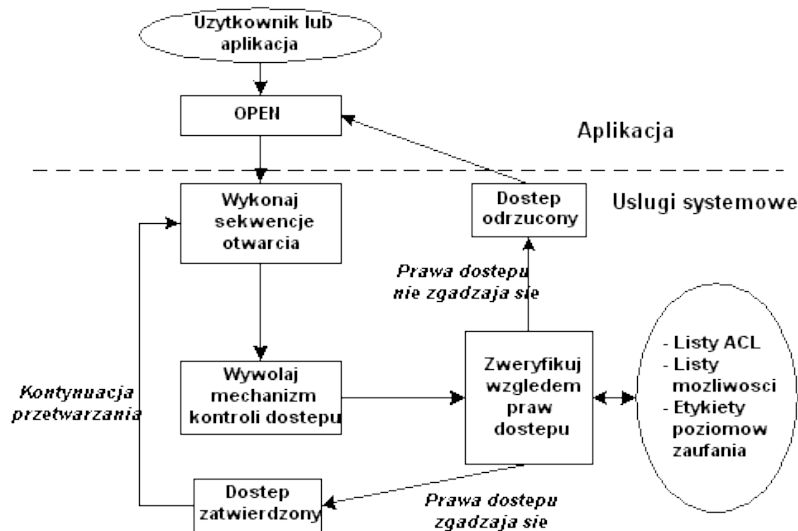 Uzytkownik lub
aplikacja
OPEN
Aplikacja
Uslugi systemowe
Wykonaj
sekwencje
otwarcia
Dostep
odrzucony
Prawa dostepu
nie zgadzaja sie
Kontynuacja
przetwarzania
Wywolaj
mechanizm
kontroli dostepu
Zweryfikuj
wzgledem
praw
dostepu
- Listy ACL
- Listy
mozliwosci
- Etykiety
poziomow
zaufania
Dostep
zatwierdzony
Prawa dostepu
zgadzaja sie